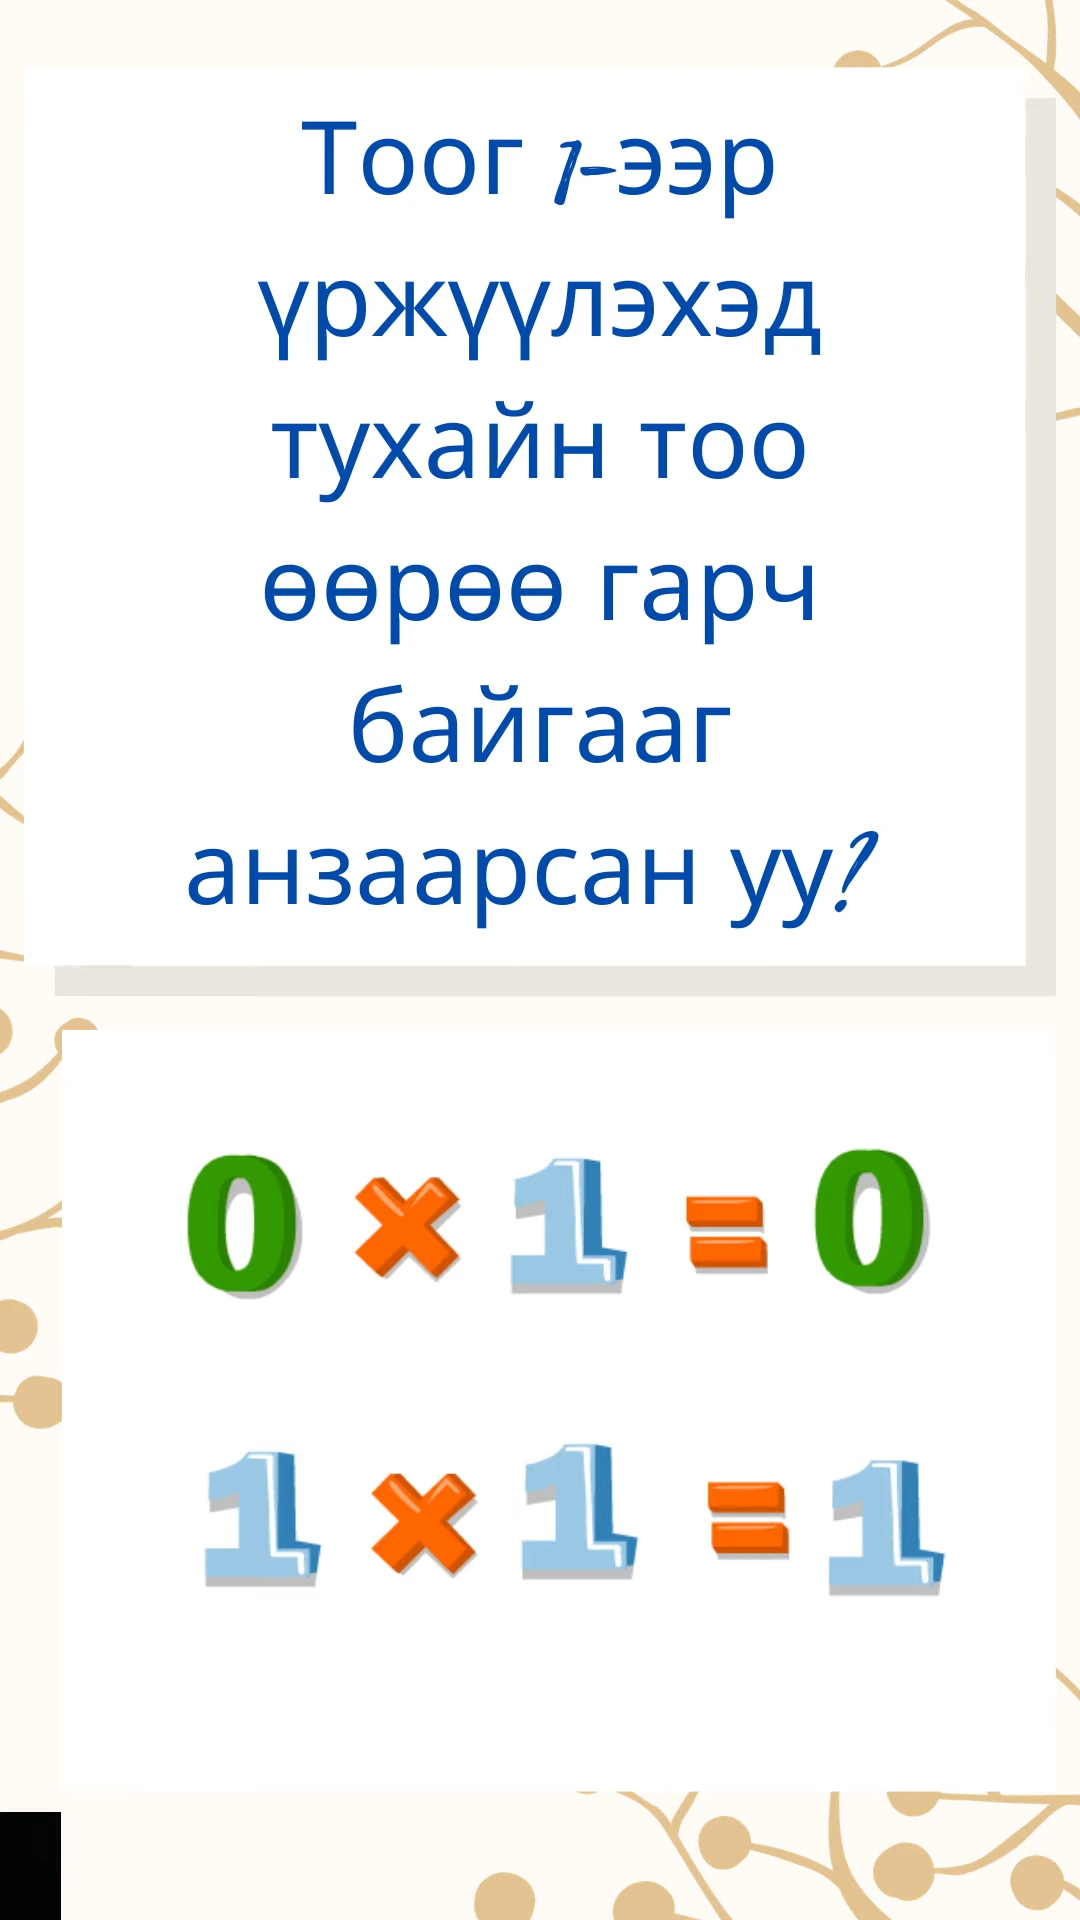 Тоог 1-ээр
үржүүлэхэд
тухайн тоо
өөрөө гарч
байгааг
анзаарсан уу?
0 × 1 = 0
1 × 1 = 1